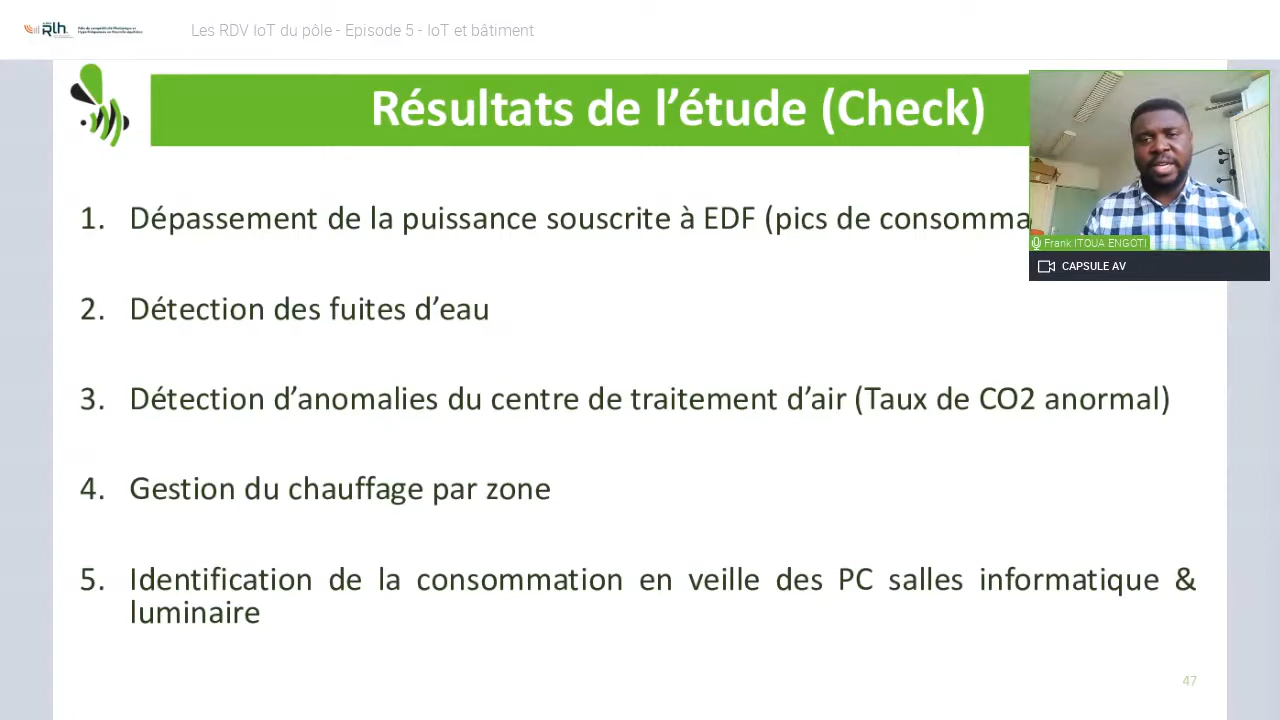 Rlh
Les RDV IoT du pôle - Episode 5 - IoT et bâtiment
Résultats de l’étude (Check)
1. Dépassement de la puissance souscrite à EDF (pics de consomma
Frank ITOUA ENGOTI
CAPSULE AV
2. Détection des fuites d’eau
3. Détection d’anomalies du centre de traitement d’air (Taux de CO2 anormal)
4. Gestion du chauffage par zone
5. Identification de la consommation en veille des PC salles informatique &
luminaire
47